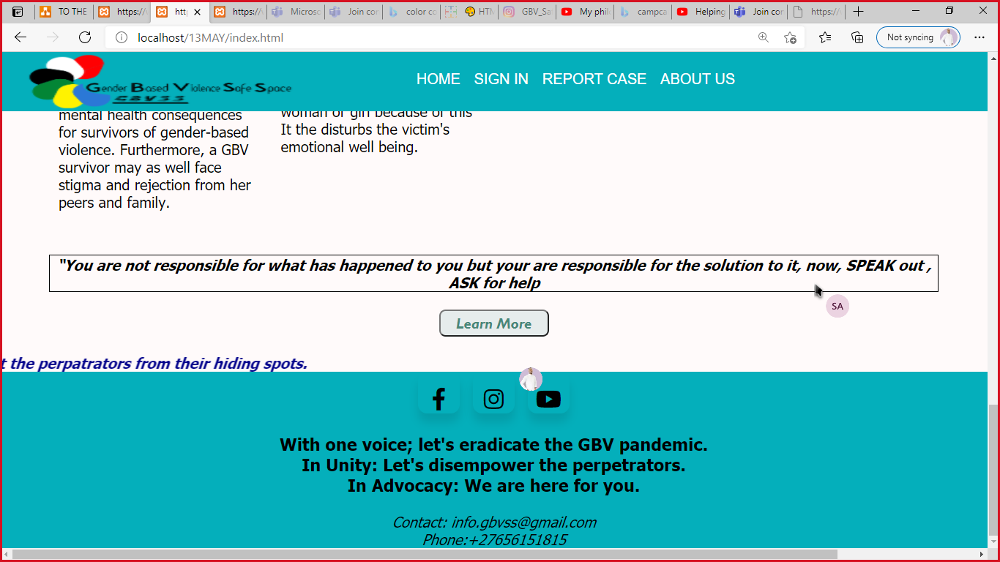 TO THE
https://
htt
https://
Microso
Join cor
color co
HTM
GBV_Sa
My phil
campca
Helping
Join cor
https://
localhost/13MAY/index.html
Not syncing
Gender Based Violence Safe Space
GBVSS
HOME SIGN IN REPORT CASE ABOUT US
mental health consequences
for survivors of gender-based
violence. Furthermore, a GBV
survivor may as well face
stigma and rejection from her
peers and family.
woman or girl because of this
It the disturbs the victim's
emotional well being.
"You are not responsible for what has happened to you but your are responsible for the solution to it, now, SPEAK out ,
ASK for help
SA
Learn More
t the perpatrators from their hiding spots.
With one voice; let's eradicate the GBV pandemic.
In Unity: Let's disempower the perpetrators.
In Advocacy: We are here for you.
Contact: info.gbvss@gmail.com
Phone:+27656151815